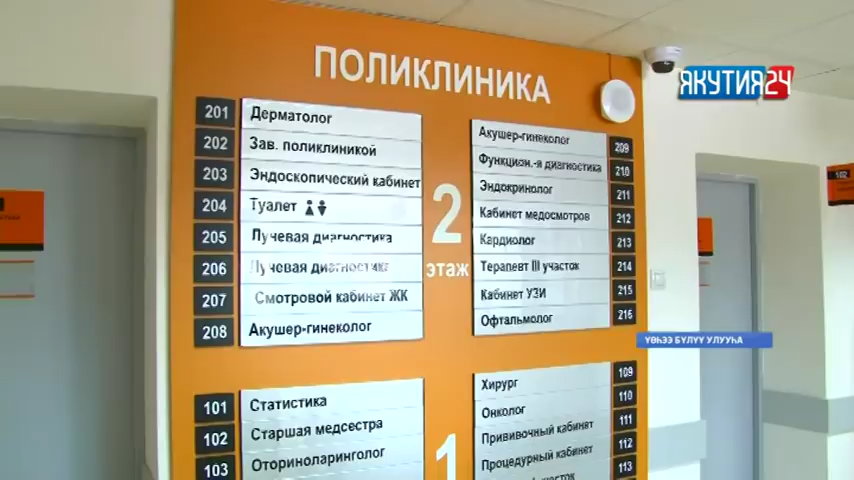 ПОЛИКЛИНИКА
ЯКУТИЯ24
201 Дерматолог
202 Зав. поликлиникой
203 Эндоскопический кабинет
204 Туалет
205 Лучевая диагностика
206 Лучевая диагностика
207 Смотровой кабинет ЖК
208 Акушер-гинеколог
2
этаж
Акушер-гинеколог 209
Функцион.-я диагностика 210
Эндокринолог 211
Кабинет медосмотров 212
Кардиолог 213
Терапевт III участок 214
Кабинет УЗИ 215
Офтальмолог 216
101 Статистика
102 Старшая медсестра
103 Оториноларинголог
1
Хирург 109
Онколог 110
Прививочный кабинет 111
Процедурный кабинет 112
113
102
ҮӨҺЭЭ БҮЛҮҮ УЛУУҺА